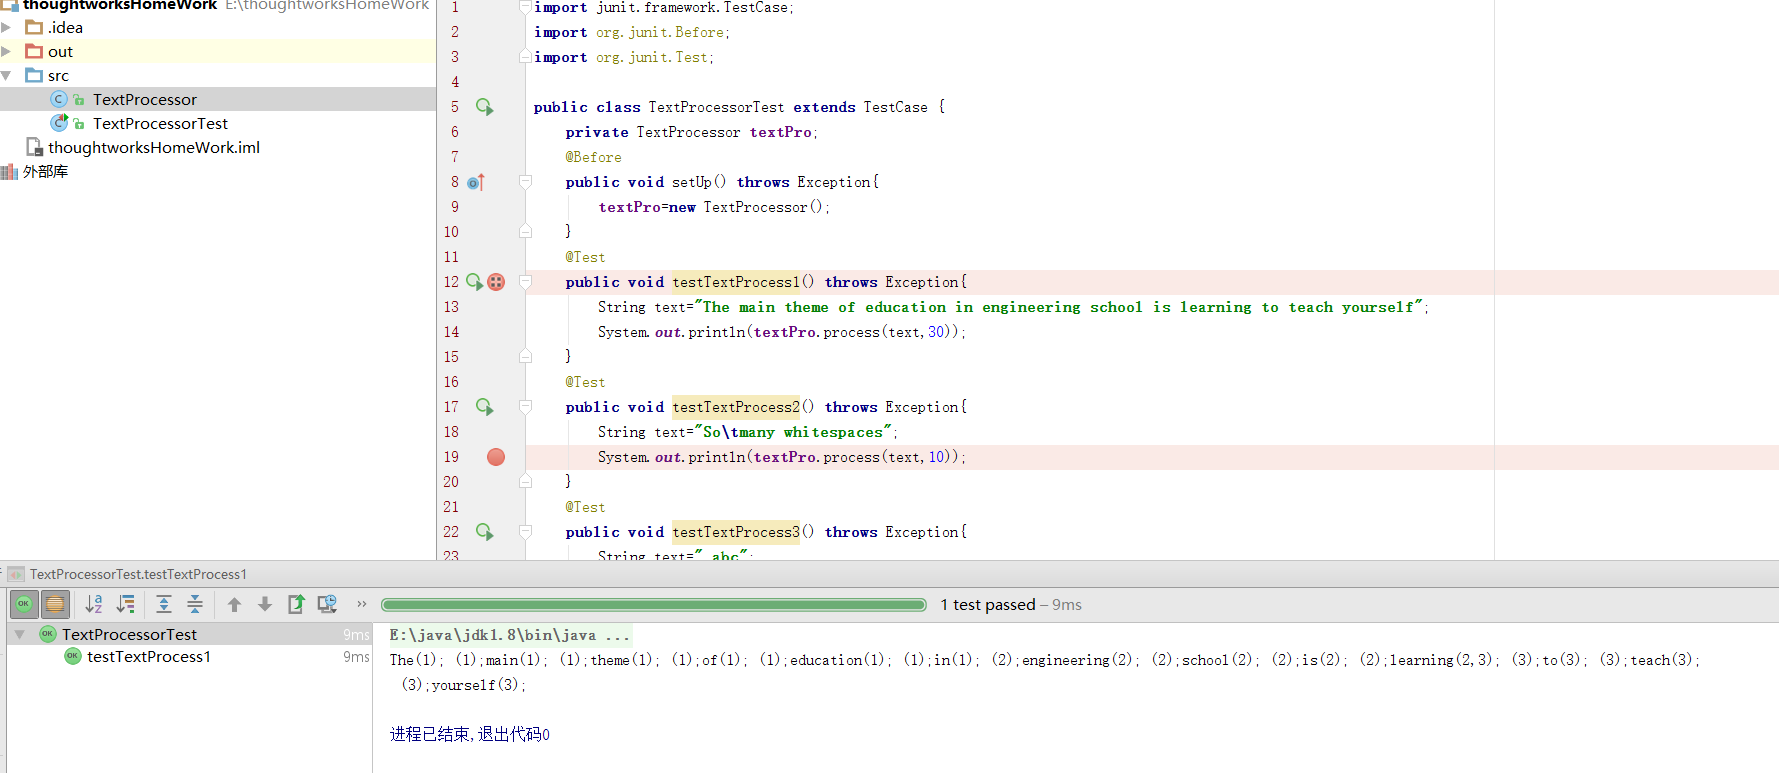 thoughtworksHomeWork E:\thoughtworksHomeWork
.idea
out
src
TextProcessor
TextProcessorTest
thoughtworksHomeWork.iml
外部库
1 import junit.framework.TestCase;
2 import org.junit.Before;
3 import org.junit.Test;
4
5 public class TextProcessorTest extends TestCase {
6 private TextProcessor textPro;
7 @Before
8 public void setUp() throws Exception{
9 textPro=new TextProcessor();
10 }
11 @Test
12 public void testTextProcess1() throws Exception{
13 String text="The main theme of education in engineering school is learning to teach yourself";
14 System.out.println(textPro.process(text,30));
15 }
16 @Test
17 public void testTextProcess2() throws Exception{
18 String text="So\tmany whitespaces";
19 System.out.println(textPro.process(text,10));
20 }
21 @Test
22 public void testTextProcess3() throws Exception{
23 String text=" abc";
TextProcessorTest.testTextProcess1
1 test passed – 9ms
TextProcessorTest 9ms
testTextProcess1 9ms
E:\java\jdk1.8\bin\java ...
The(1); (1);main(1); (1);theme(1); (1);of(1); (1);education(1); (1);in(1); (2);engineering(2); (2);school(2); (2);is(2); (2);learning(2,3); (3);to(3); (3);teach(3);
(3);yourself(3);
进程已结束,退出代码0